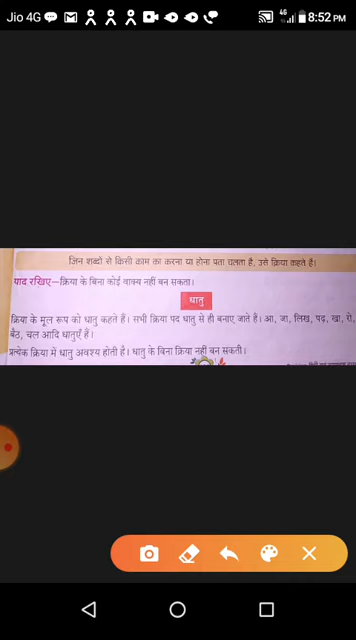 Jio 4G 8:52 PM
जिन शब्दों से किसी काम का करना या होना पता चलता है, उसे क्रिया कहते है।
याद रखिए–क्रिया के बिना कोई वाक्य नहीं बन सकता।
धातु
क्रिया के मूल रूप को धातु कहते हैं। सभी क्रिया पद धातु से ही बनाए जाते है। आ, जा, लिख, पढ़, खा, रो,
बैठ, चल आदि धातुएँ हैं।
प्रत्येक क्रिया में धातु अवश्य होती है। धातु के विना क्रिया नहीं बन सकती।